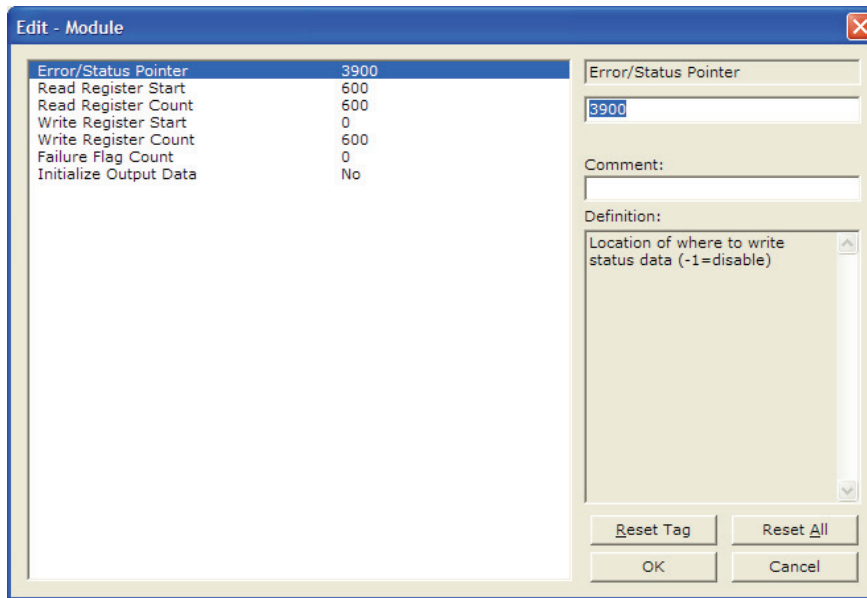 Edit - Module
Error/Status Pointer 3900
Read Register Start 600
Read Register Count 600
Write Register Start 0
Write Register Count 600
Failure Flag Count 0
Initialize Output Data No
Error/Status Pointer
3900
Comment:
Definition:
Location of where to write
status data (-1=disable)
Reset Tag Reset All
OK Cancel